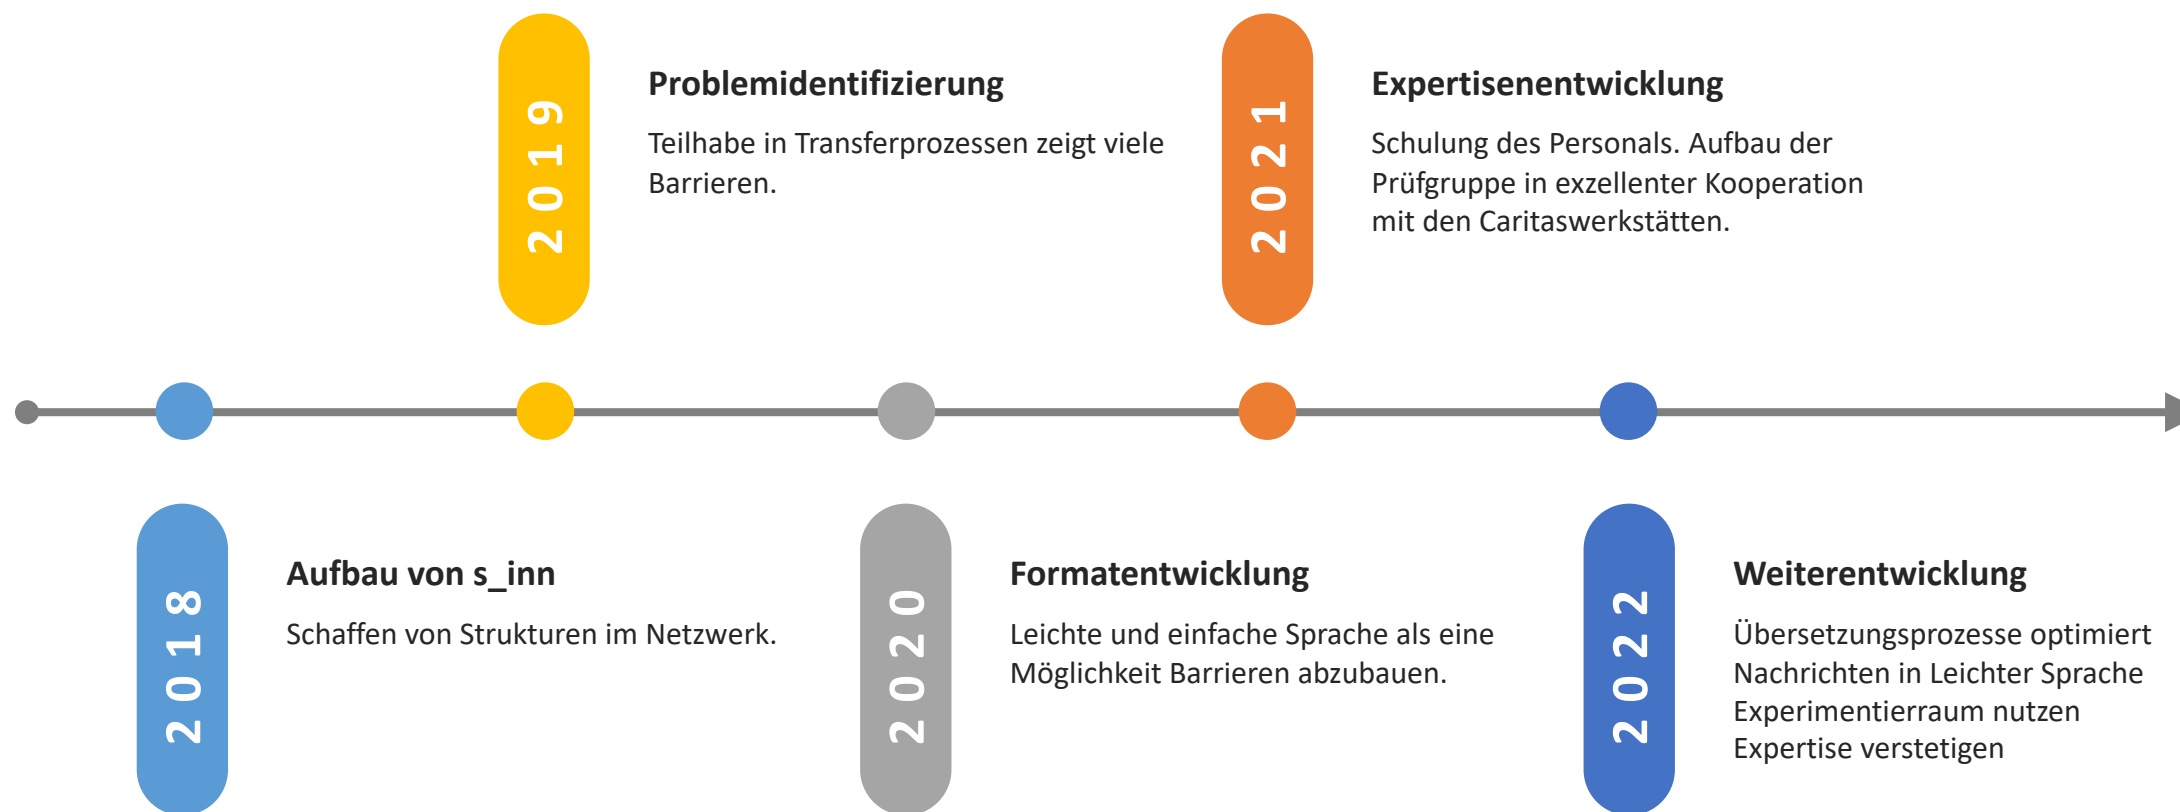 2018
Aufbau von s_inn
Schaffen von Strukturen im Netzwerk.
2019
Problemidentifizierung
Teilhabe in Transferprozessen zeigt viele
Barrieren.
2020
Formatentwicklung
Leichte und einfache Sprache als eine
Möglichkeit Barrieren abzubauen.
2021
Expertisenentwicklung
Schulung des Personals. Aufbau der
Prüfgruppe in exzellenter Kooperation
mit den Caritaswerkstätten.
2022
Weiterentwicklung
Übersetzungsprozesse optimiert
Nachrichten in Leichter Sprache
Experimentierraum nutzen
Expertise verstetigen